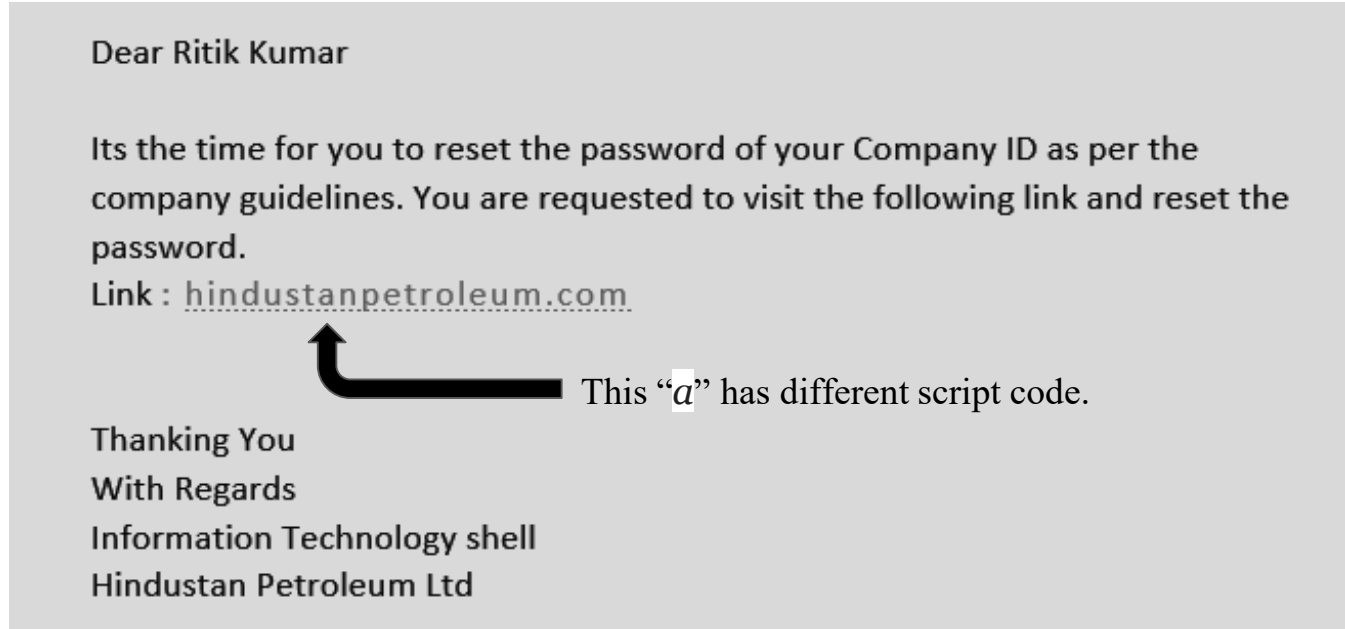 Dear Ritik Kumar
Its the time for you to reset the password of your Company ID as per the
company guidelines. You are requested to visit the following link and reset the
password.
Link : hindustanpetroleum.com
This “a” has different script code.
Thanking You
With Regards
Information Technology shell
Hindustan Petroleum Ltd